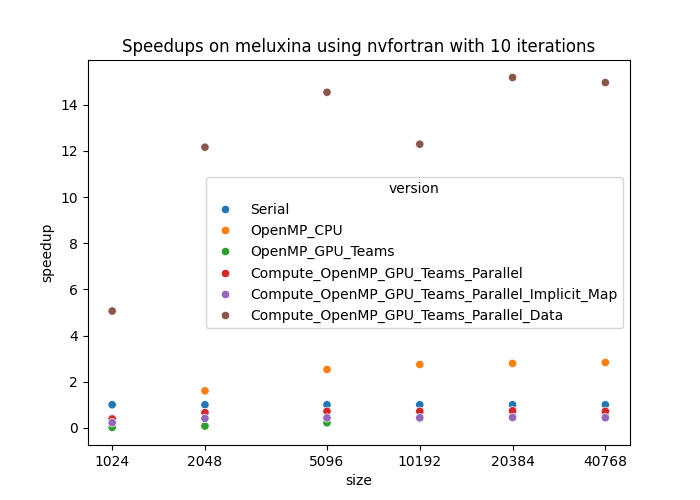 Speedups on meluxina using nvfortran with 10 iterations
speedup
14
12
10
8
6
4
2
0
version
Serial
OpenMP_CPU
OpenMP_GPU_Teams
Compute_OpenMP_GPU_Teams_Parallel
Compute_OpenMP_GPU_Teams_Parallel_Implicit_Map
Compute_OpenMP_GPU_Teams_Parallel_Data
1024 2048 5096 10192 20384 40768
size